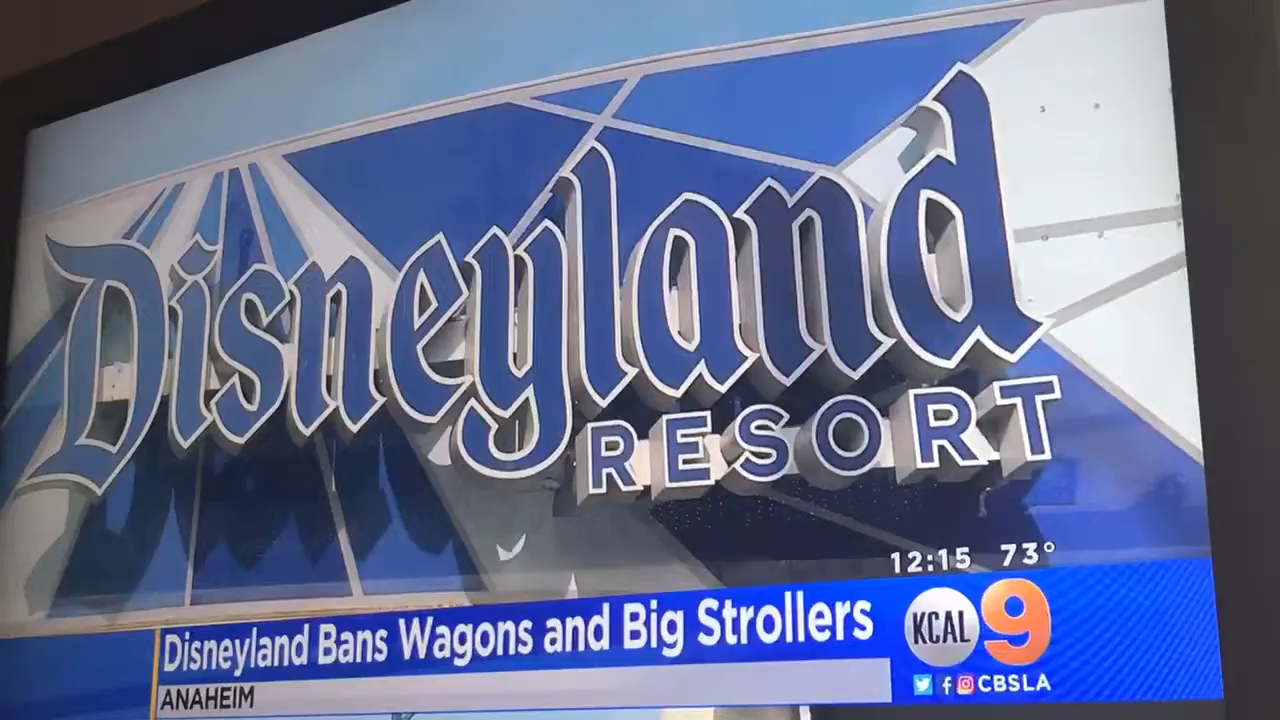 Disneyland
RESORT
12:15 73°
Disneyland Bans Wagons and Big Strollers
ANAHEIM
KCAL 9
CBSLA